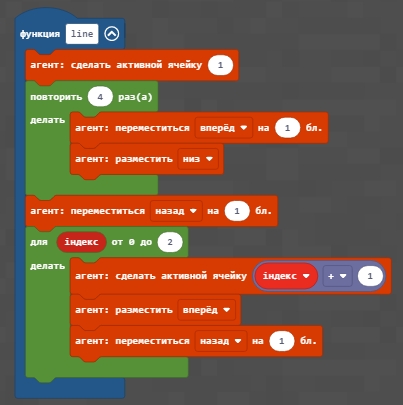 функция line
агент: сделать активной ячейку 1
повторить 4 раз(а)
делать
агент: переместиться вперёд на 1 бл.
агент: разместить низ
агент: переместиться назад на 1 бл.
для індекс от 0 до 2
делать
агент: сделать активной ячейку індекс + 1
агент: разместить вперёд
агент: переместиться назад на 1 бл.